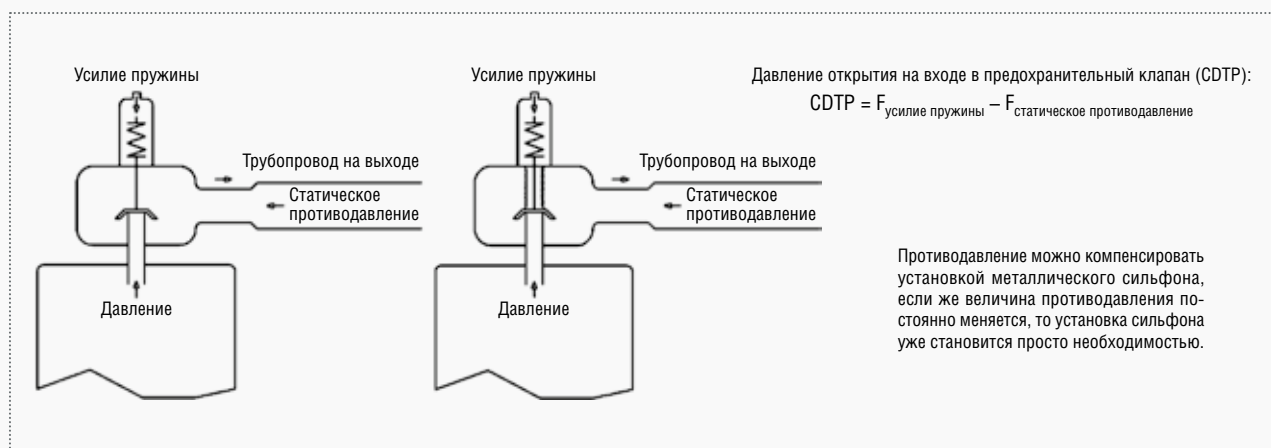 Усилие пружины
Трубопровод на выходе
Статическое
противодавление
Давление
Усилие пружины
Трубопровод на выходе
Статическое
противодавление
Давление
Давление открытия на входе в предохранительный клапан (CDTP):
CDTP = F усилие пружины – F статическое противодавление
Противодавление можно компенсировать
установкой металлического сильфона,
если же величина противодавления по-
стоянно меняется, то установка сильфона
уже становится просто необходимостью.